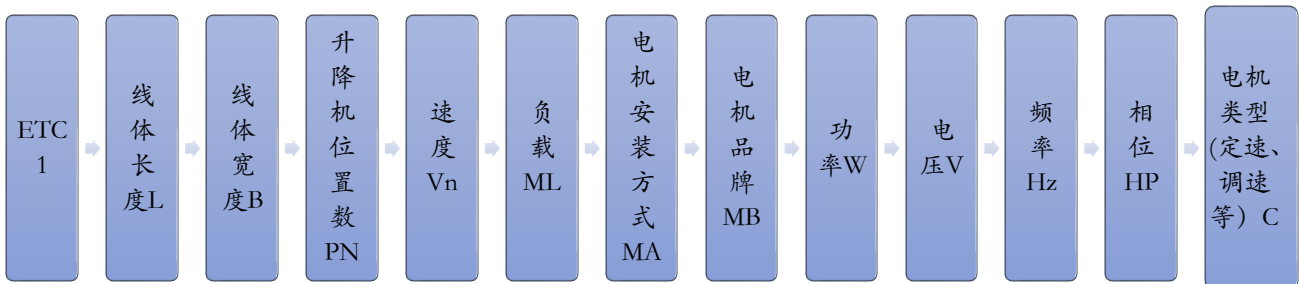 ETC
1
线
体
长
度L
线
体
宽
度B
升
降
机
位
置
数
PN
速
度
Vn
负
载
ML
电
机
安
装
方
式
MA
电
机
品
牌
MB
功
率W
电
压V
频
率
Hz
相
位
HP
电机
类型
(定速、
调速
等）C